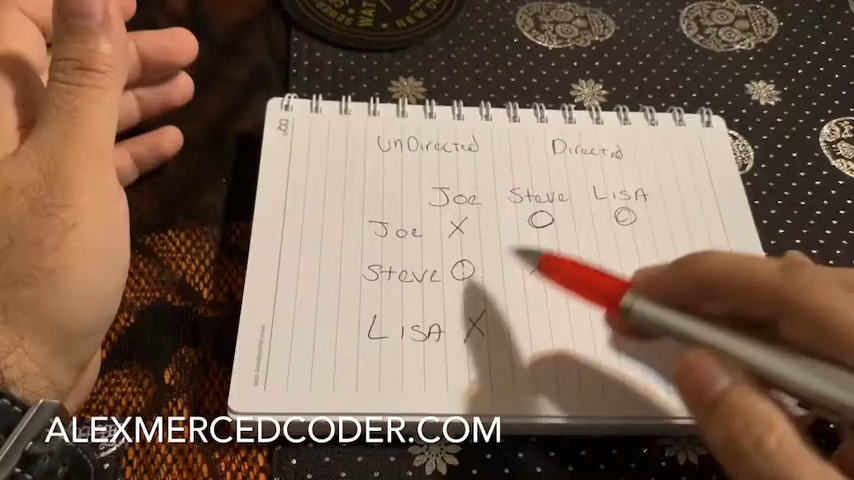 UnDirected Directed
Joe Steve LISA
Joe X O O
Steve O
LISA X
ALEXMERCEDCODER.COM